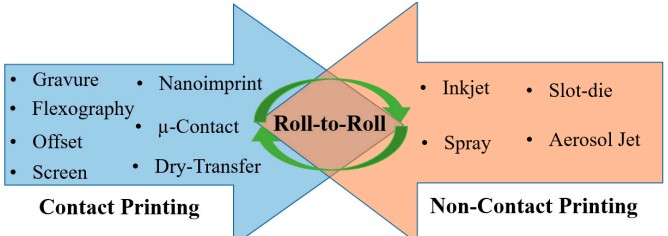 • Gravure
• Flexography
• Offset
• Screen
• Nanoimprint
• μ-Contact
• Dry-Transfer
Contact Printing
Roll-to-Roll
• Inkjet
• Spray
• Slot-die
• Aerosol Jet
Non-Contact Printing